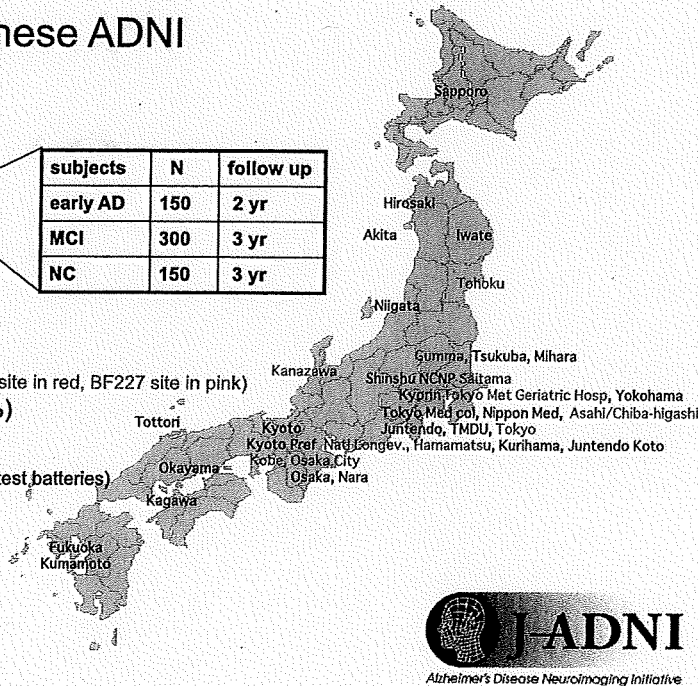 nese ADNI
subjects N follow up
early AD 150 2 yr
MCI 300 3 yr
NC 150 3 yr
site in red, BF227 site in pink)
)
test batteries)
Sapporo
Hirosaki
Akita Iwate
Tohoku
Niigata
Gumma, Tsukuba, Mihara
Kanazawa
Shinshu NCNP Saitama
Kyorin Tokyo Met Geriatric Hosp, Yokohama
Tokyo Med col, Nippon Med, Asahi/Chiba-higashi
Tottori Juntendo, TMDU, Tokyo
Kyoto
Kyoto Pref Natl Longev., Hamamatsu, Kurihama, Juntendo Koto
Kobe, Osaka City
Okayama
Osaka, Nara
Kagawa
Fukuoka
Kumamoto
J-ADNI
Alzheimer's Disease Neuroimaging Initiative